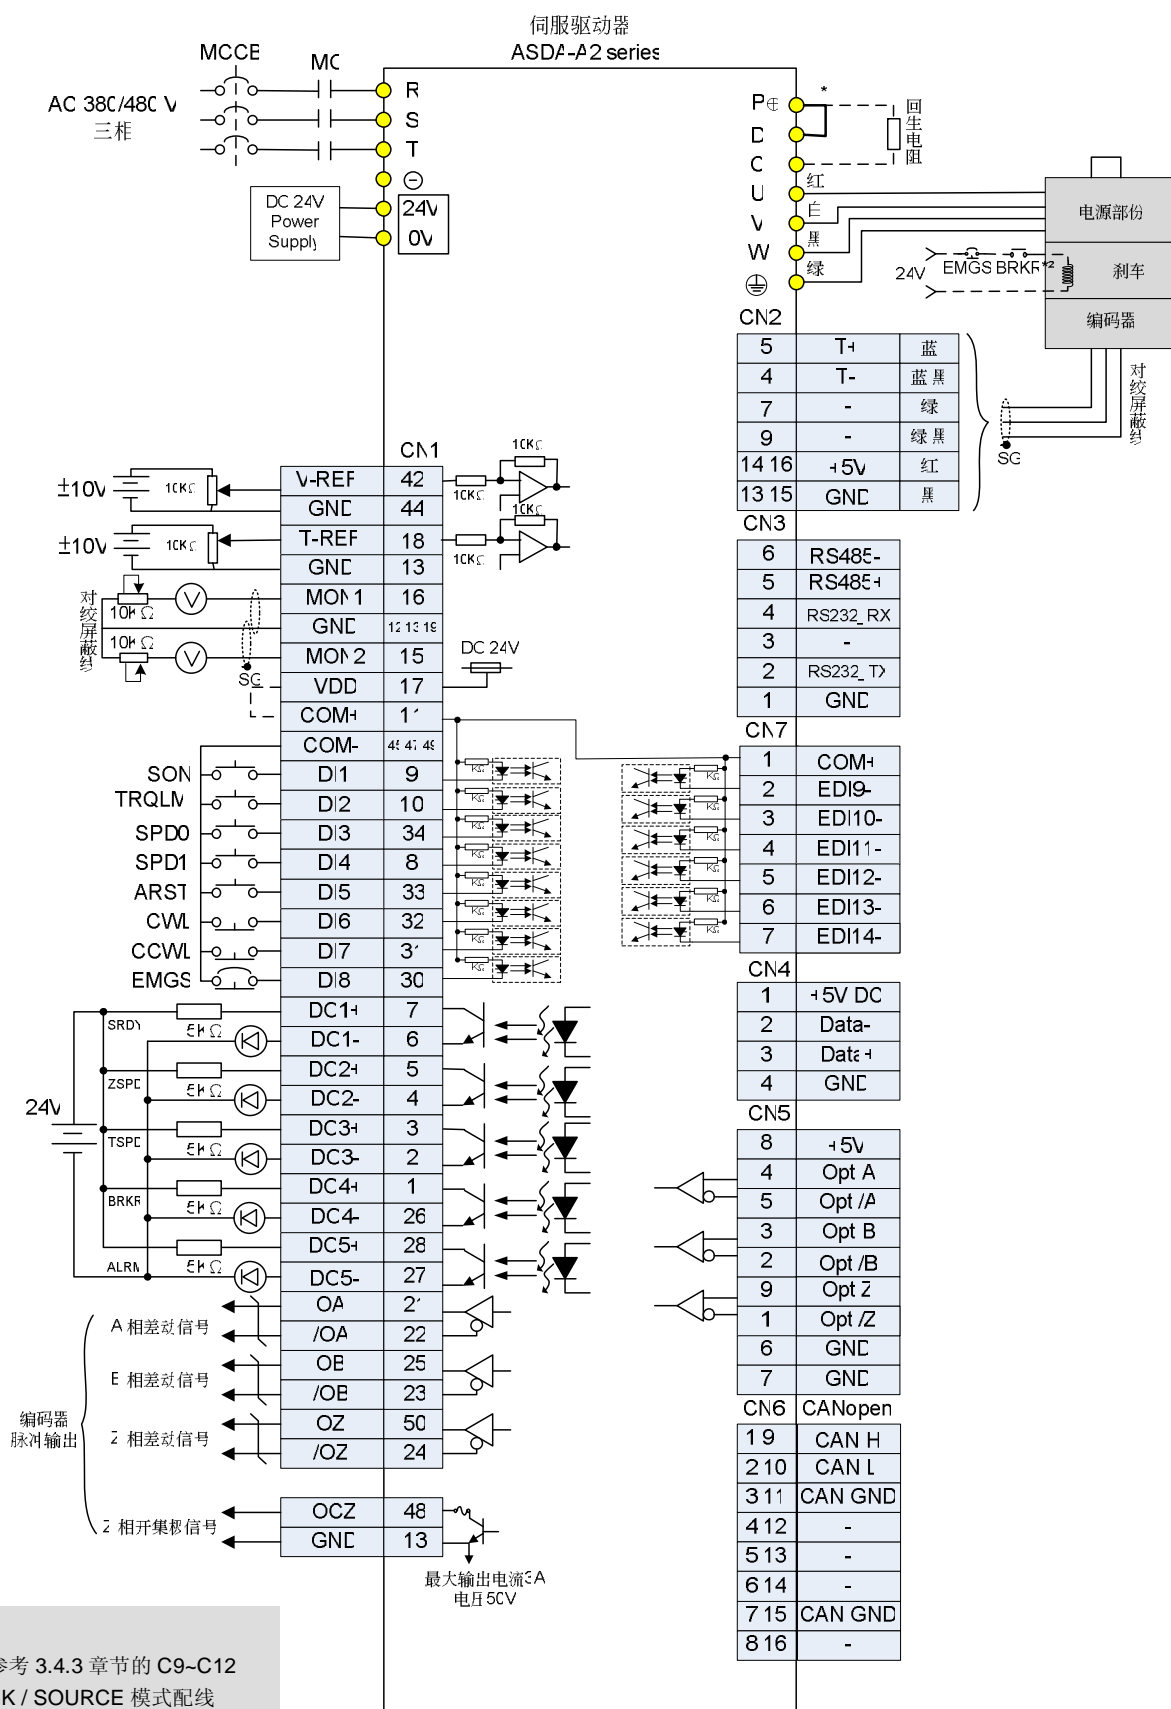 伺服驱动器
ASDA-A2 series
MCCB
MC
AC 380/480 V
三相
R
S
T
⊖
DC 24V
Power
Supply
24V
0V
P⊕
D
C
U
V
W
*
回生电阻
红
白
黑
绿
电源部份
24V
EMGS BRKR*2
刹车
编码器
对绞屏蔽线
SG
CN2
5 T+ 蓝
4 T- 蓝 黑
7 - 绿
9 - 绿 黑
14 16 +5V 红
13 15 GND 黑
CN3
6 RS485-
5 RS485+
4 RS232_RX
3 -
2 RS232_TX
1 GND
CN7
1 COM+
2 EDI9-
3 EDI10-
4 EDI11-
5 EDI12-
6 EDI13-
7 EDI14-
CN4
1 +5V DC
2 Data-
3 Data+
4 GND
CN5
8 +5V
4 Opt A
5 Opt /A
3 Opt B
2 Opt /B
9 Opt Z
1 Opt /Z
6 GND
7 GND
CN6 CANopen
1 9 CAN H
2 10 CAN L
3 11 CAN GND
4 12 -
5 13 -
6 14 -
7 15 CAN GND
8 16 -
CN1
±10V 10KΩ V-REF 42 10KΩ 10KΩ
GND 44
±10V 10KΩ T-REF 18 10KΩ 10KΩ
GND 13
对绞屏蔽线
10KΩ V MON1 16
GND 12 13 19
10KΩ V MON2 15
SG
DC 24V
VDD 17
COM+ 11
COM- 45 47 49
SON DI1 9
TRQLM DI2 10
SPD0 DI3 34
SPD1 DI4 8
ARST DI5 33
CWL DI6 32
CCWL DI7 31
EMGS DI8 30
24V
SRDY 5KΩ DC1+ 7
DC1- 6
ZSPD 5KΩ DC2+ 5
DC2- 4
TSPD 5KΩ DC3+ 3
DC3- 2
BRKR 5KΩ DC4+ 1
DC4- 26
ALRM 5KΩ DC5+ 28
DC5- 27
编码器
脉冲输出
A 相差动信号 OA 21
/OA 22
B 相差动信号 OB 25
/OB 23
Z 相差动信号 OZ 50
/OZ 24
Z 相开集极信号 OCZ 48
GND 13
最大输出电流3A
电压50V
参考 3.4.3 章节的 C9~C12
K / SOURCE 模式配线